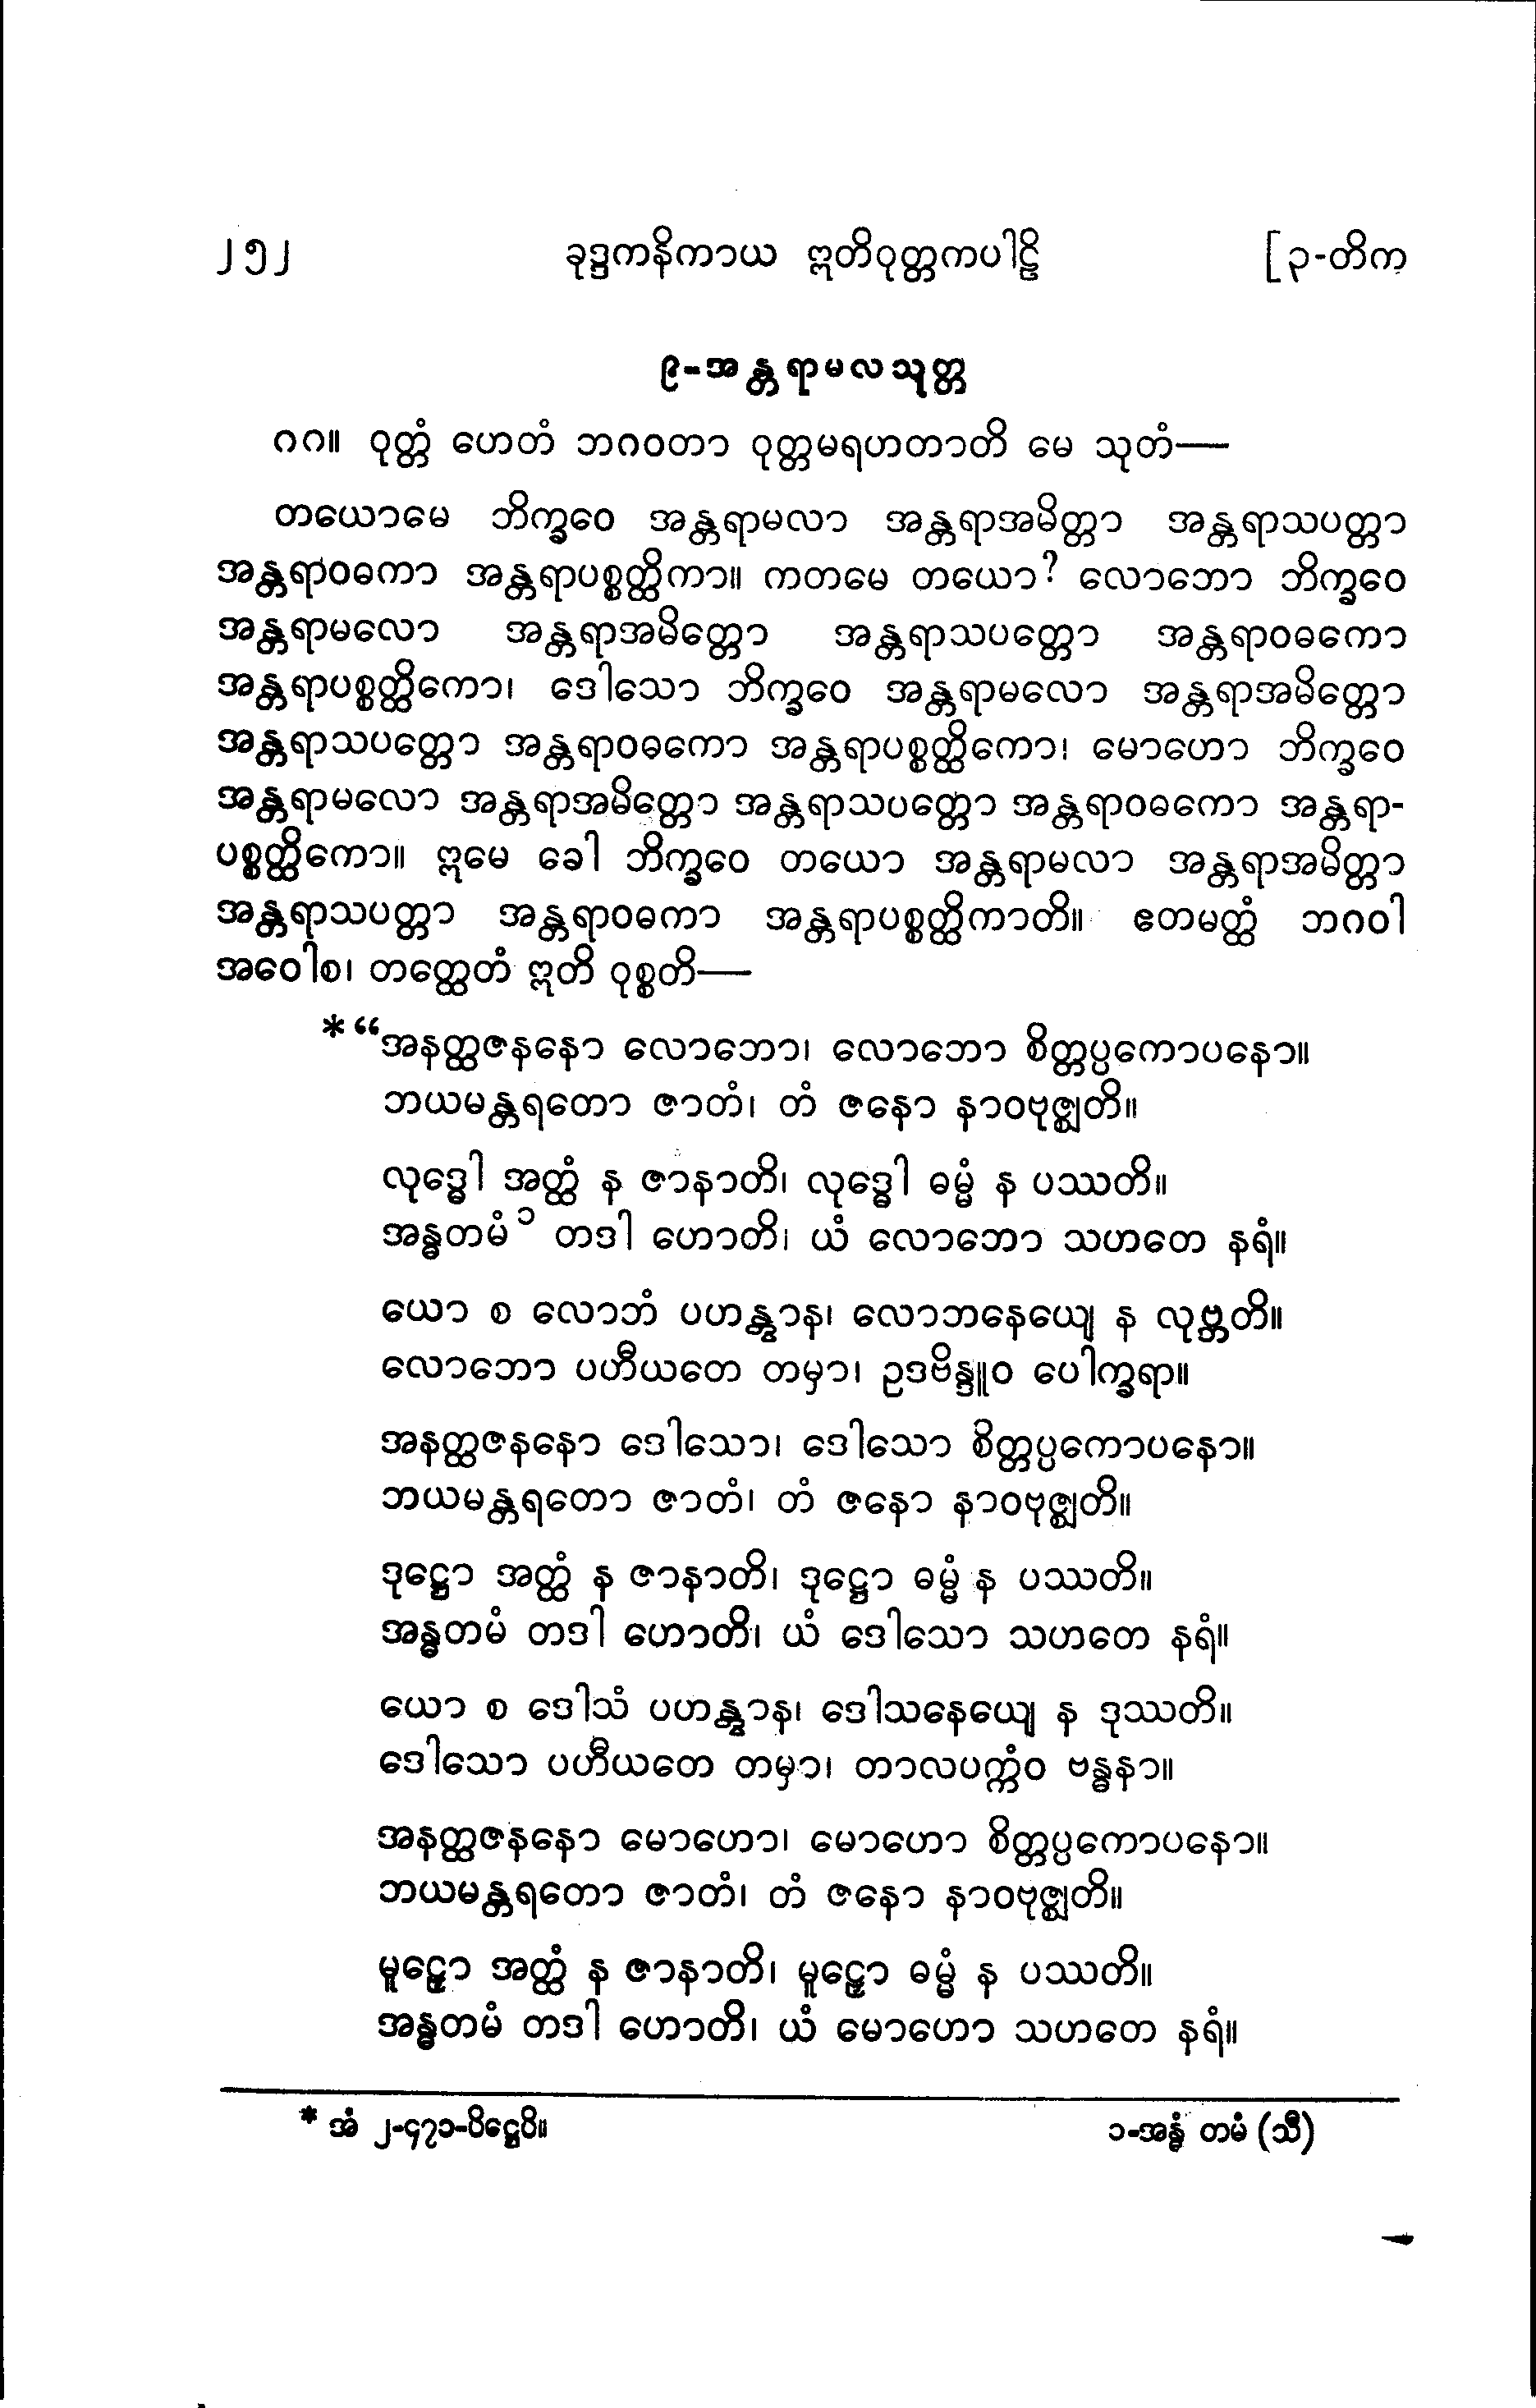 ၂၅၂ ခုဒ္ဒကနိကာယ ဣတိဝုတ္တကပါဠိ [၃-တိက
၉-အန္တရာမလသုတ္တ
၈၈။ ဝုတ္တံ ဟေတံ ဘဂဝတာ ဝုတ္တမရဟတာတိ မေ သုတံ—
တယောမေ ဘိက္ခဝေ အန္တရာမလာ အန္တရာအမိတ္တာ အန္တရာသပတ္တာ
အန္တရာဝဓကာ အန္တရာပစ္စတ္ထိကာ။ ကတမေ တယော? လောဘော ဘိက္ခဝေ
အန္တရာမလော အန္တရာအမိတ္တော အန္တရာသပတ္တော အန္တရာဝဓကော
အန္တရာပစ္စတ္ထိကော၊ ဒေါသော ဘိက္ခဝေ အန္တရာမလော အန္တရာအမိတ္တော
အန္တရာသပတ္တော အန္တရာဝဓကော အန္တရာပစ္စတ္ထိကော၊ မောဟော ဘိက္ခဝေ
အန္တရာမလော အန္တရာအမိတ္တော အန္တရာသပတ္တော အန္တရာဝဓကော အန္တရာ-
ပစ္စတ္ထိကော။ ဣမေ ခေါ ဘိက္ခဝေ တယော အန္တရာမလာ အန္တရာအမိတ္တာ
အန္တရာသပတ္တာ အန္တရာဝဓကာ အန္တရာပစ္စတ္ထိကာတိ။ ဧတမတ္ထံ ဘဂဝါ
အဝေါစ၊ တတ္ထေတံ ဣတိ ဝုစ္စတိ—
*“အနတ္ထဇနနော လောဘော၊ လောဘော စိတ္တပ္ပကောပနော။
ဘယမန္တရတော ဇာတံ၊ တံ ဇနော နာဝဗုဇ္ဈတိ။
လုဒ္ဓေါ အတ္ထံ န ဇာနာတိ၊ လုဒ္ဓေါ ဓမ္မံ န ပဿတိ။
အန္ဓတမံ ၁ တဒါ ဟောတိ၊ ယံ လောဘော သဟတေ နရံ။
ယော စ လောဘံ ပဟန္တွာန၊ လောဘနေယျေ န လုဗ္ဘတိ။
လောဘော ပဟီယတေ တမှာ၊ ဥဒဗိန္ဒူဝ ပေါက္ခရာ။
အနတ္ထဇနနော ဒေါသော၊ ဒေါသော စိတ္တပ္ပကောပနော။
ဘယမန္တရတော ဇာတံ၊ တံ ဇနော နာဝဗုဇ္ဈတိ။
ဒုဋ္ဌော အတ္ထံ န ဇာနာတိ၊ ဒုဋ္ဌော ဓမ္မံ န ပဿတိ။
အန္ဓတမံ တဒါ ဟောတိ၊ ယံ ဒေါသော သဟတေ နရံ။
ယော စ ဒေါသံ ပဟန္တွာန၊ ဒေါသနေယျေ န ဒုဿတိ။
ဒေါသော ပဟီယတေ တမှာ၊ တာလပက္ကံဝ ဗန္ဓနာ။
အနတ္ထဇနနော မောဟော၊ မောဟော စိတ္တပ္ပကောပနော။
ဘယမန္တရတော ဇာတံ၊ တံ ဇနော နာဝဗုဇ္ဈတိ။
မူဠှော အတ္ထံ န ဇာနာတိ၊ မူဠှော ဓမ္မံ န ပဿတိ။
အန္ဓတမံ တဒါ ဟောတိ၊ ယံ မောဟော သဟတေ နရံ။
* အံ ၂-၄၇၁-ပိဋ္ဌေပိ။ ၁-အန္ဓံ တမံ (သီ)